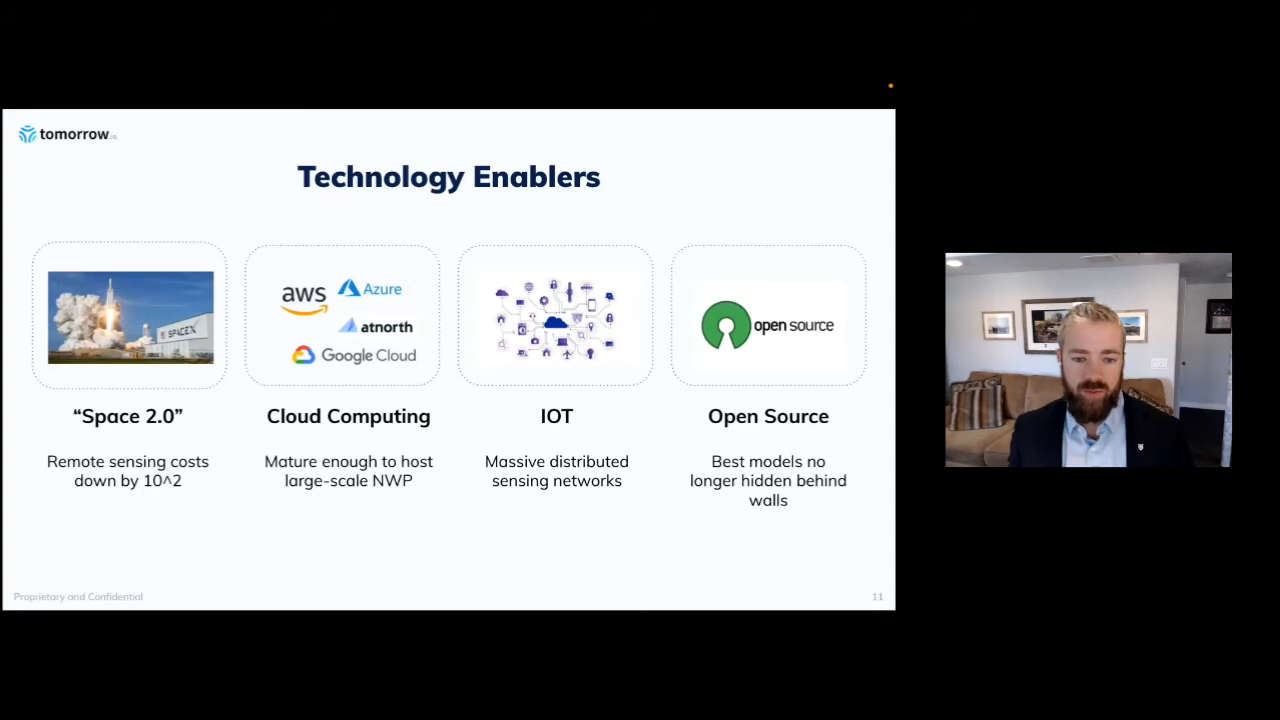 tomorrow.io
Technology Enablers
SPACEX
aws
Azure
atnorth
Google Cloud
open source
“Space 2.0”
Cloud Computing
IOT
Open Source
Remote sensing costs
down by 10^2
Mature enough to host
large-scale NWP
Massive distributed
sensing networks
Best models no
longer hidden behind
walls
Proprietary and Confidential
11